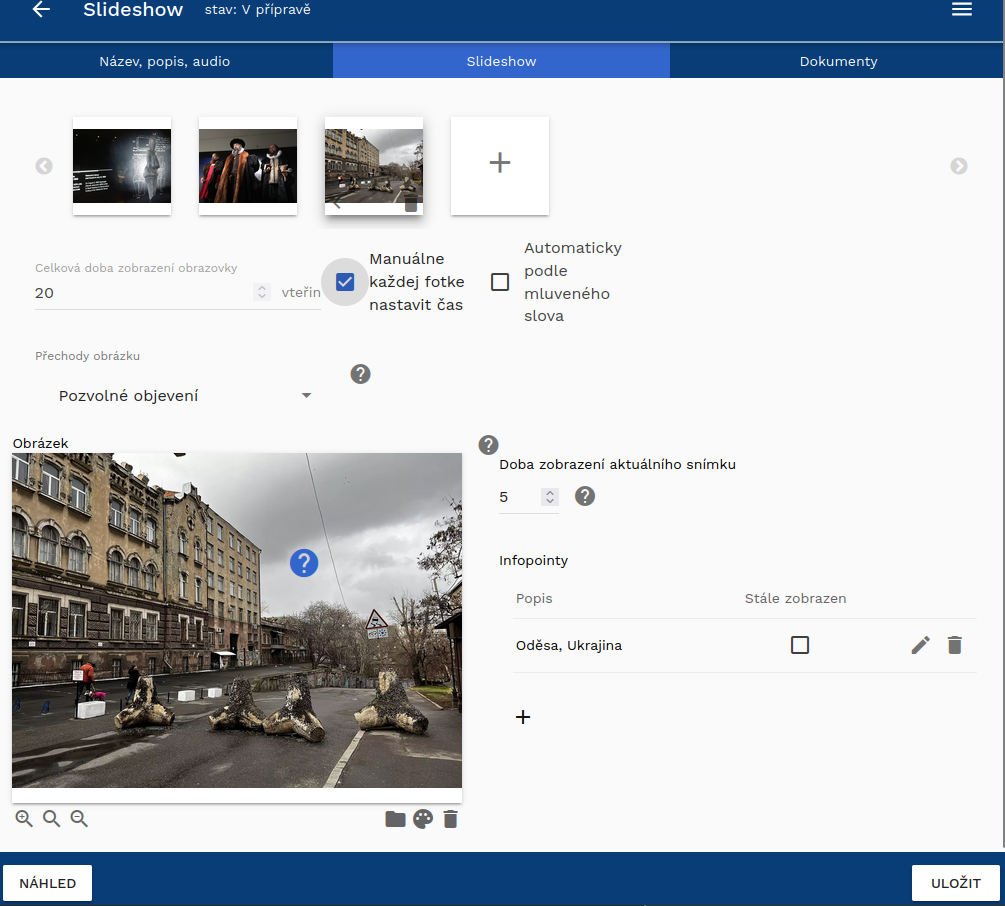 Slideshow stav: V přípravě
Název, popis, audio
Slideshow
Dokumenty
Celková doba zobrazení obrazovky
20 vteřin
Manuálne
každej fotke
nastavit čas
Automaticky
podle
mluveného
slova
Přechody obrázku
Pozvolné objevení
Obrázek
Doba zobrazení aktuálního snímku
5
Infopointy
Popis Stále zobrazen
Oděsa, Ukrajina
NÁHLED
ULOŽIT